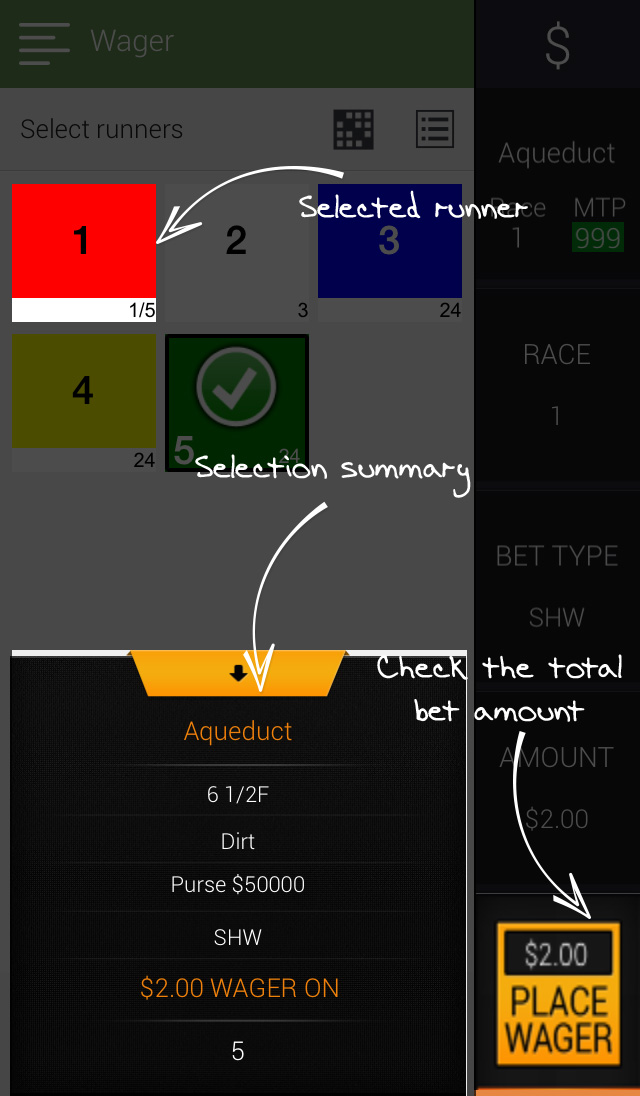 Wager
$
Select runners
Aqueduct
Selected runner
Race MTP
1 999
1
1/5
2
3
3
24
4
24
5
24
RACE
1
Selection summary
BET TYPE
SHW
Check the total
bet amount
AMOUNT
$2.00
Aqueduct
6 1/2F
Dirt
Purse $50000
SHW
$2.00 WAGER ON
5
$2.00
PLACE
WAGER